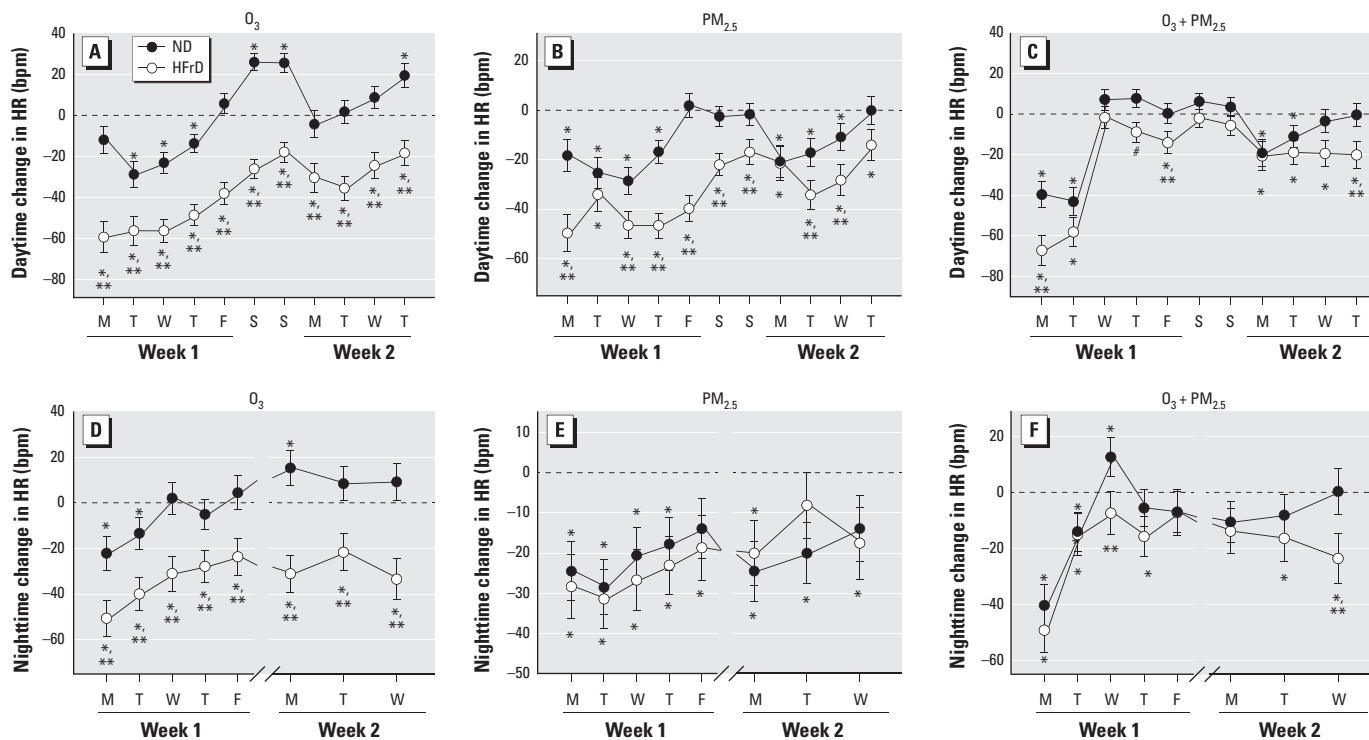 O3
A
ND
HFrD
Daytime change in HR (bpm)
40
20
0
–20
–40
–60
–80
* * * * * *
*, ** *, ** *, ** *, ** *, ** *, ** *, ** *, ** *, ** *, ** *, **
M T W T F S S M T W T
Week 1 Week 2
PM2.5
B
Daytime change in HR (bpm)
20
0
–20
–40
–60
* * * * * * *
*, ** * *, ** *, ** *, ** *, ** *, ** * *, ** *, ** *
M T W T F S S M T W T
Week 1 Week 2
O3 + PM2.5
C
Daytime change in HR (bpm)
40
20
0
–20
–40
–60
–80
* * * *
*, ** * # *, ** * * * *, **
M T W T F S S M T W T
Week 1 Week 2
O3
D
Nighttime change in HR (bpm)
40
20
0
–20
–40
–60
* * *
*, ** *, ** *, ** *, ** *, ** *, ** *, ** *, **
M T W T F M T W
Week 1 Week 2
PM2.5
E
Nighttime change in HR (bpm)
10
0
–10
–20
–30
–40
–50
* * * * *
* * * * * * * *
M T W T F M T W
Week 1 Week 2
O3 + PM2.5
F
Nighttime change in HR (bpm)
20
0
–20
–40
–60
* * *
* * ** * * *, **
M T W T F M T W
Week 1 Week 2